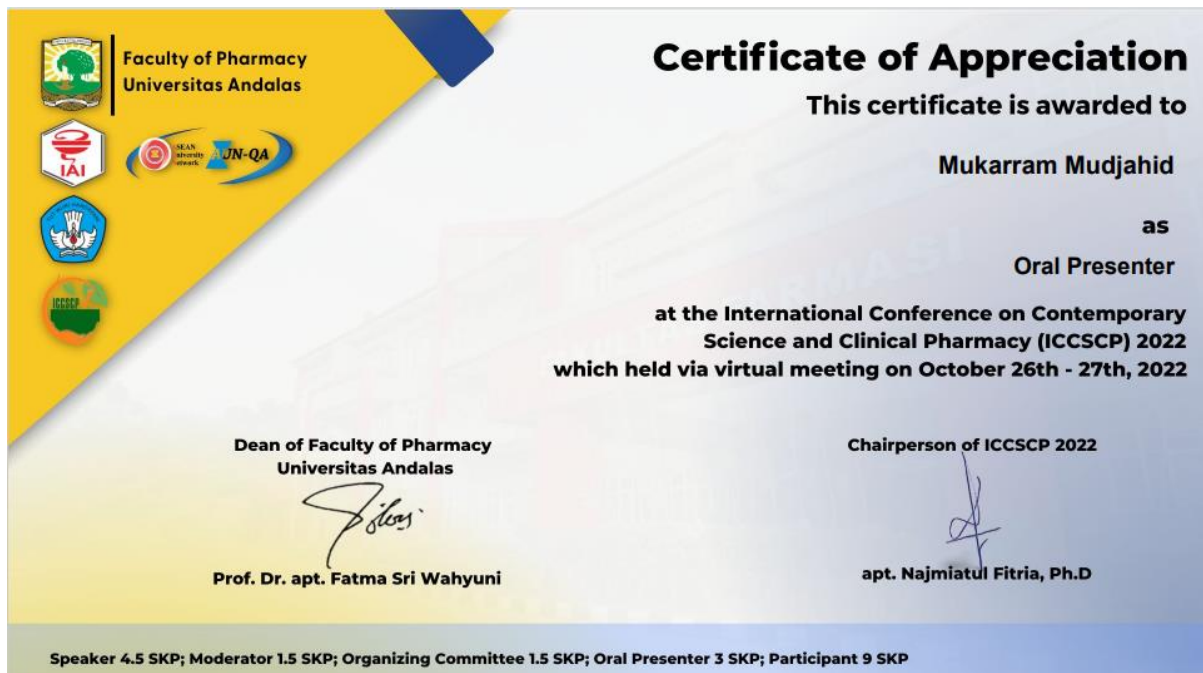 Faculty of Pharmacy
Universitas Andalas
IAI
AUN-QA
ICCSCP
Certificate of Appreciation
This certificate is awarded to
Mukarram Mudjahid
as
Oral Presenter
at the International Conference on Contemporary
Science and Clinical Pharmacy (ICCSCP) 2022
which held via virtual meeting on October 26th - 27th, 2022
Dean of Faculty of Pharmacy
Universitas Andalas
Prof. Dr. apt. Fatma Sri Wahyuni
Chairperson of ICCSCP 2022
apt. Najmiatul Fitria, Ph.D
Speaker 4.5 SKP; Moderator 1.5 SKP; Organizing Committee 1.5 SKP; Oral Presenter 3 SKP; Participant 9 SKP